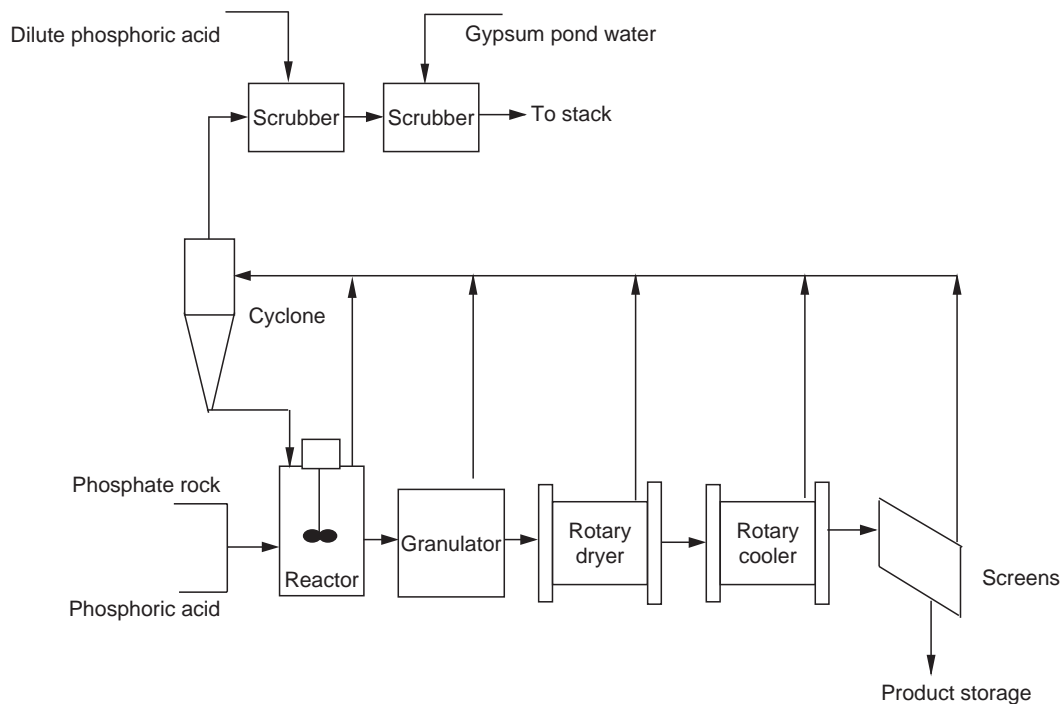 Dilute phosphoric acid
Gypsum pond water
Scrubber
Scrubber
To stack
Cyclone
Phosphate rock
Phosphoric acid
Reactor
Granulator
Rotary
dryer
Rotary
cooler
Screens
Product storage